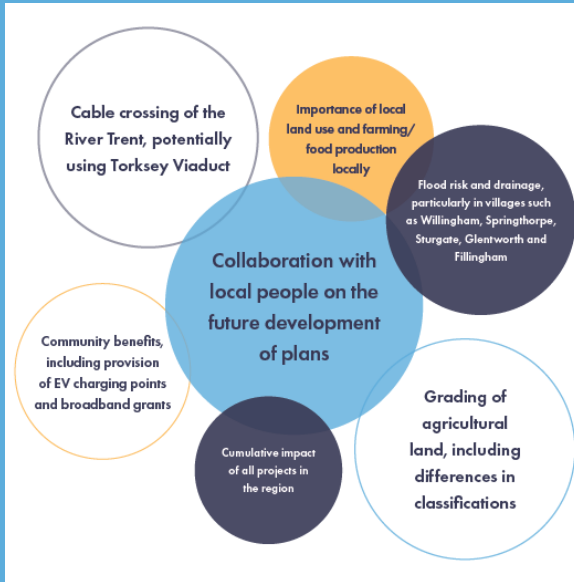 Cable crossing of the
River Trent, potentially
using Torksey Viaduct
Importance of local
land use and farming/
food production
locally
Flood risk and drainage,
particularly in villages such
as Willingham, Springthorpe,
Sturgate, Glentworth and
Fillingham
Collaboration with
local people on the
future development
of plans
Community benefits,
including provision
of EV charging points
and broadband grants
Cumulative impact
of all projects in
the region
Grading of
agricultural
land, including
differences in
classifications